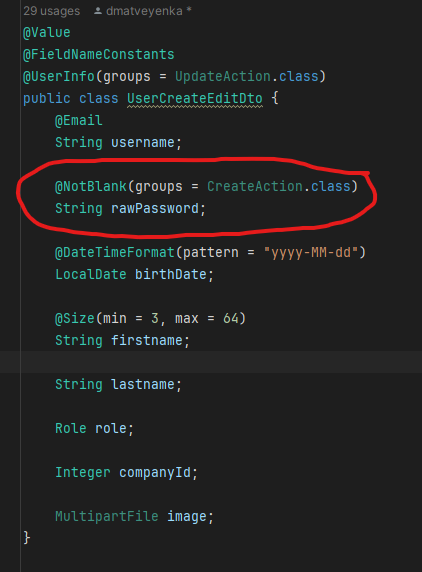 29 usages dmatveyenka *
@Value
@FieldNameConstants
@UserInfo(groups = UpdateAction.class)
public class UserCreateEditDto {
@Email
String username;
@NotBlank(groups = CreateAction.class)
String rawPassword;
@DateTimeFormat(pattern = "yyyy-MM-dd")
LocalDate birthDate;
@Size(min = 3, max = 64)
String firstname;
String lastname;
Role role;
Integer companyId;
MultipartFile image;
}